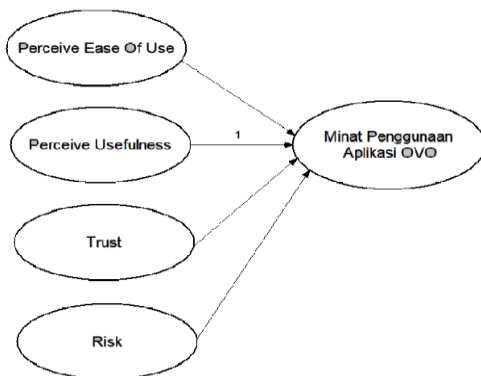 Perceive Ease Of Use
Perceive Usefulness
1
Minat Penggunaan
Aplikasi OVO
Trust
Risk